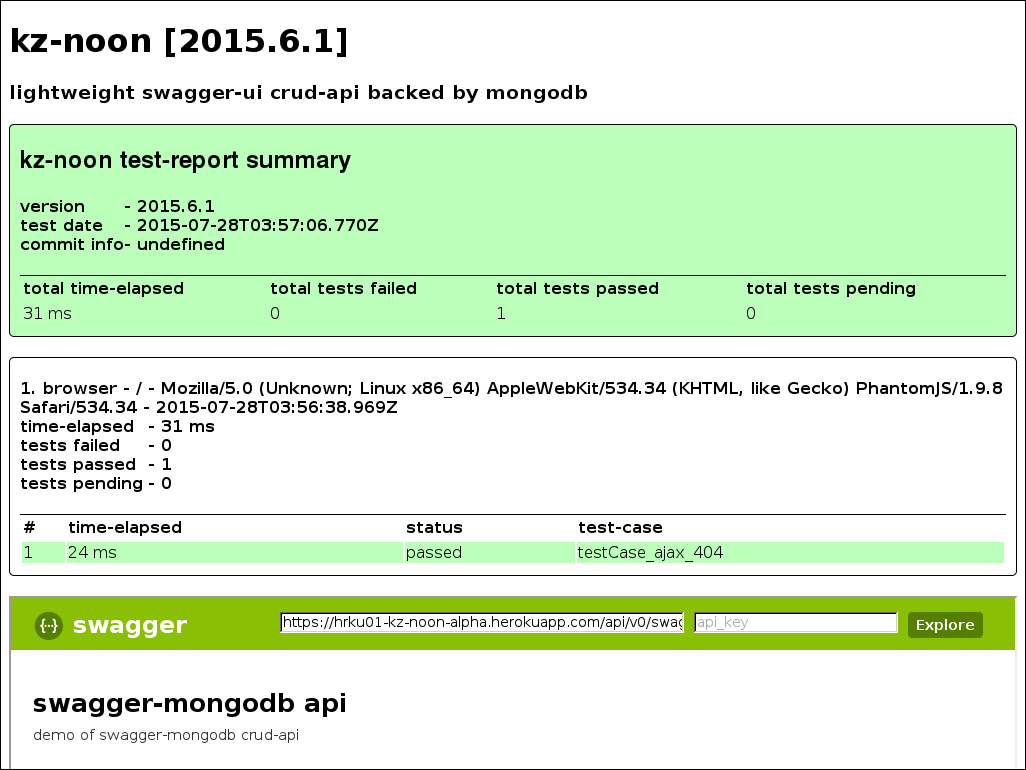 kz-noon [2015.6.1]
lightweight swagger-ui crud-api backed by mongodb
kz-noon test-report summary
version - 2015.6.1
test date - 2015-07-28T03:57:06.770Z
commit info- undefined
total time-elapsed total tests failed total tests passed total tests pending
31 ms 0 1 0
1. browser - / - Mozilla/5.0 (Unknown; Linux x86_64) AppleWebKit/534.34 (KHTML, like Gecko) PhantomJS/1.9.8
Safari/534.34 - 2015-07-28T03:56:38.969Z
time-elapsed - 31 ms
tests failed - 0
tests passed - 1
tests pending - 0
# time-elapsed status test-case
1 24 ms passed testCase_ajax_404
{···} swagger https://hrku01-kz-noon-alpha.herokuapp.com/api/v0/swag api_key Explore
swagger-mongodb api
demo of swagger-mongodb crud-api